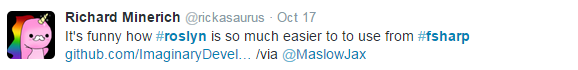 Richard Minerich @rickasaurus · Oct 17
It's funny how #roslyn is so much easier to to use from #fsharp
github.com/ImaginaryDevel… /via @MaslowJax